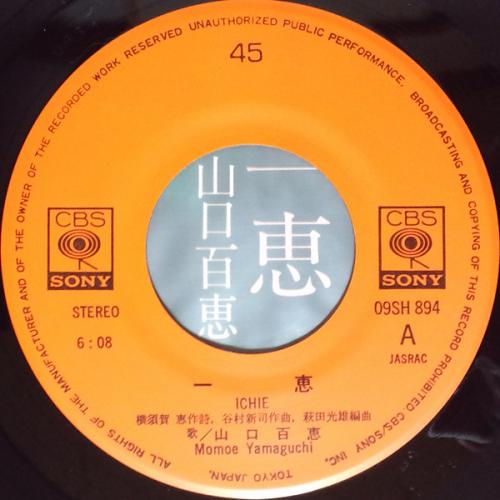 ALL RIGHTS OF THE MANUFACTURER AND OF THE OWNER OF THE RECORDED WORK RESERVED UNAUTHORIZED PUBLIC PERFORMANCE, BROADCASTING AND COPYING OF THIS RECORD PROHIBITED CBS/SONY INC. TOKYO JAPAN.
45
一恵
山口百恵
CBS
SONY
CBS
SONY
STEREO
6:08
09SH 894
A
JASRAC
一 恵
ICHIE
横須賀 恵作詩, 谷村新司作曲, 萩田光雄編曲
歌/山口百恵
Momoe Yamaguchi